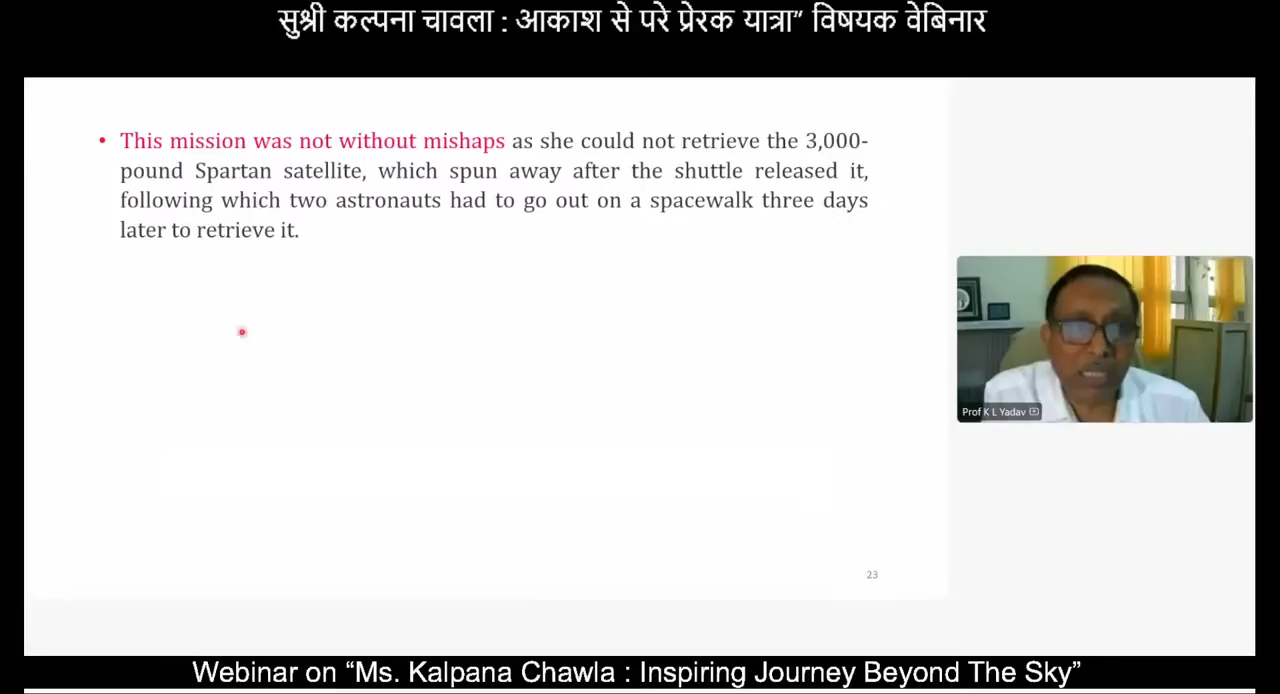 सुश्री कल्पना चावला : आकाश से परे प्रेरक यात्रा” विषयक वेबिनार
• This mission was not without mishaps as she could not retrieve the 3,000-
pound Spartan satellite, which spun away after the shuttle released it,
following which two astronauts had to go out on a spacewalk three days
later to retrieve it.
Prof K L Yadav
23
Webinar on “Ms. Kalpana Chawla : Inspiring Journey Beyond The Sky”